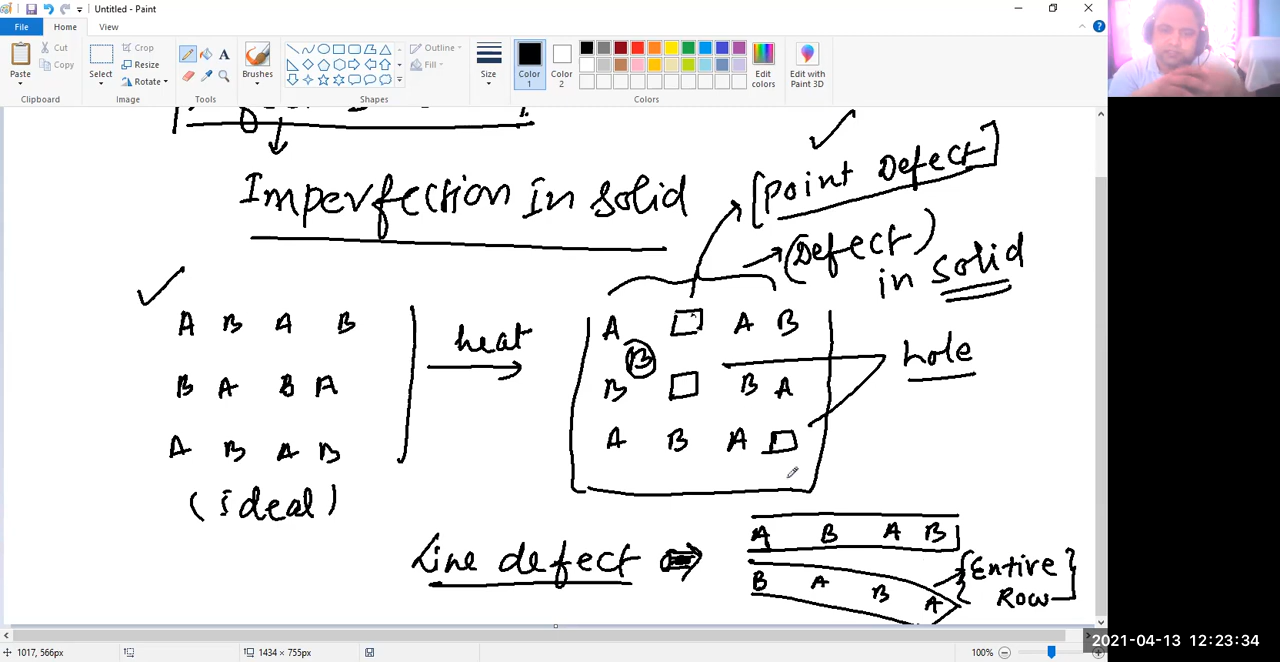 Untitled - Paint
File Home View
Paste
Cut
Copy
Clipboard
Select
Crop
Resize
Rotate
Image
Tools
Brushes
Shapes
Outline
Fill
Size
Color 1
Color 2
Edit colors
Colors
Edit with Paint 3D
Imperfection In Solid
[Point Defect]
(Defect)
in Solid
A B A B
B A B A
A B A B
(ideal)
heat
A A B
B
B B A
A B A
hole
Line defect
A B A B
B A B A
{Entire
Row}
1017, 566px
1434 × 755px
100%
2021-04-13 12:23:34